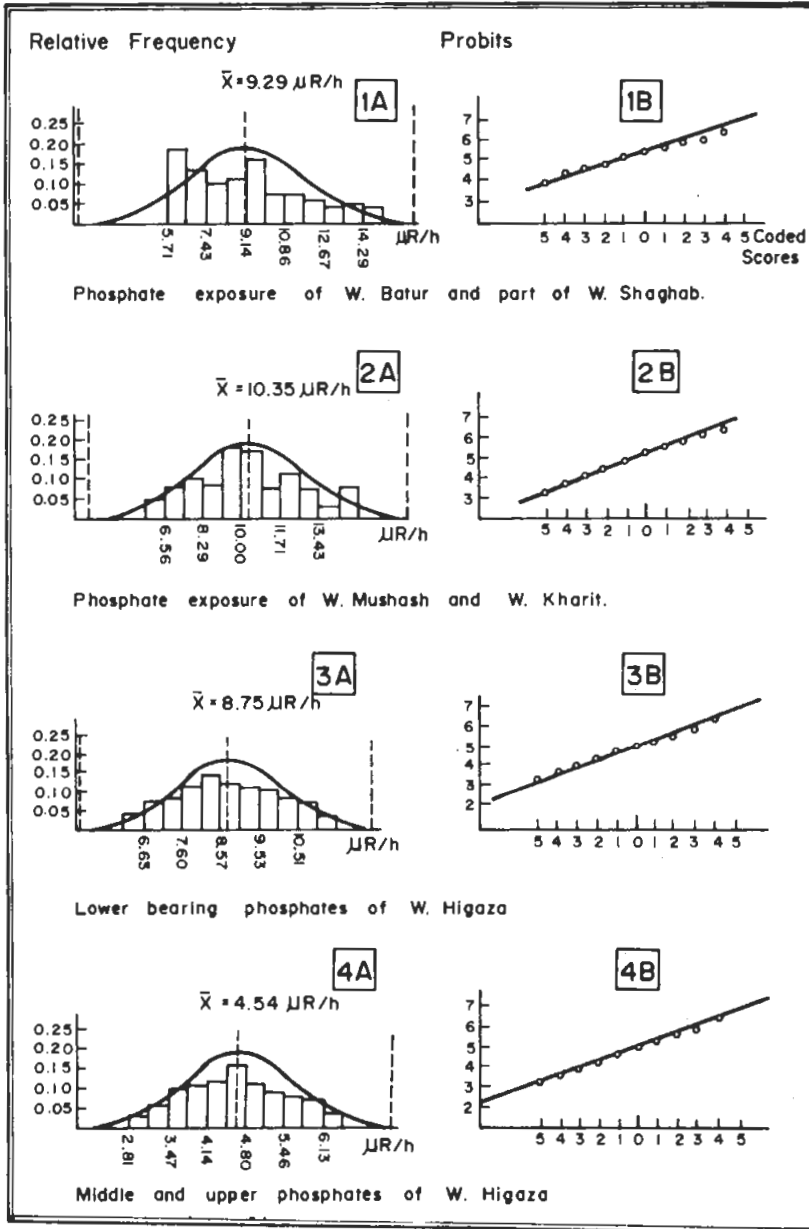 Relative Frequency
Probits
X̄ = 9.29 µR/h
1A
1B
0.25
0.20
0.15
0.10
0.05
5.71 7.43 9.14 10.86 12.67 14.29 µR/h
7
6
5
4
3
5 4 3 2 1 0 1 2 3 4 5 Coded
Scores
Phosphate exposure of W. Batur and part of W. Shaghab.
X̄ = 10.35 µR/h
2A
2B
0.25
0.20
0.15
0.10
0.05
6.56 8.29 10.00 11.71 13.43 µR/h
7
6
5
4
3
5 4 3 2 1 0 1 2 3 4 5
Phosphate exposure of W. Mushash and W. Kharit.
X̄ = 8.75 µR/h
3A
3B
0.25
0.20
0.15
0.10
0.05
6.63 7.60 8.57 9.53 10.51 µR/h
7
6
5
4
3
2
5 4 3 2 1 0 1 2 3 4 5
Lower bearing phosphates of W. Higaza
X̄ = 4.54 µR/h
4A
4B
0.25
0.20
0.15
0.10
0.05
2.81 3.47 4.14 4.80 5.46 6.13 µR/h
7
6
5
4
3
2
5 4 3 2 1 0 1 2 3 4 5
Middle and upper phosphates of W. Higaza